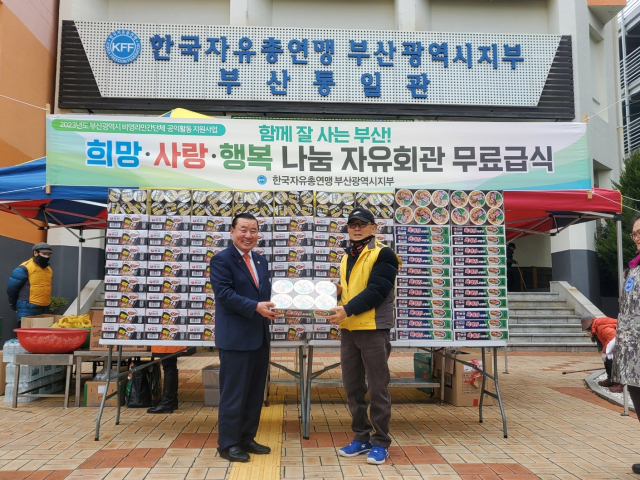 KFF 한국자유총연맹 부산광역시지부
부산통일관
2023년도 부산광역시 비영리민간단체 공익활동 지원사업
함께 잘 사는 부산!
희망·사랑·행복 나눔 자유회관 무료급식
한국자유총연맹 부산광역시지부